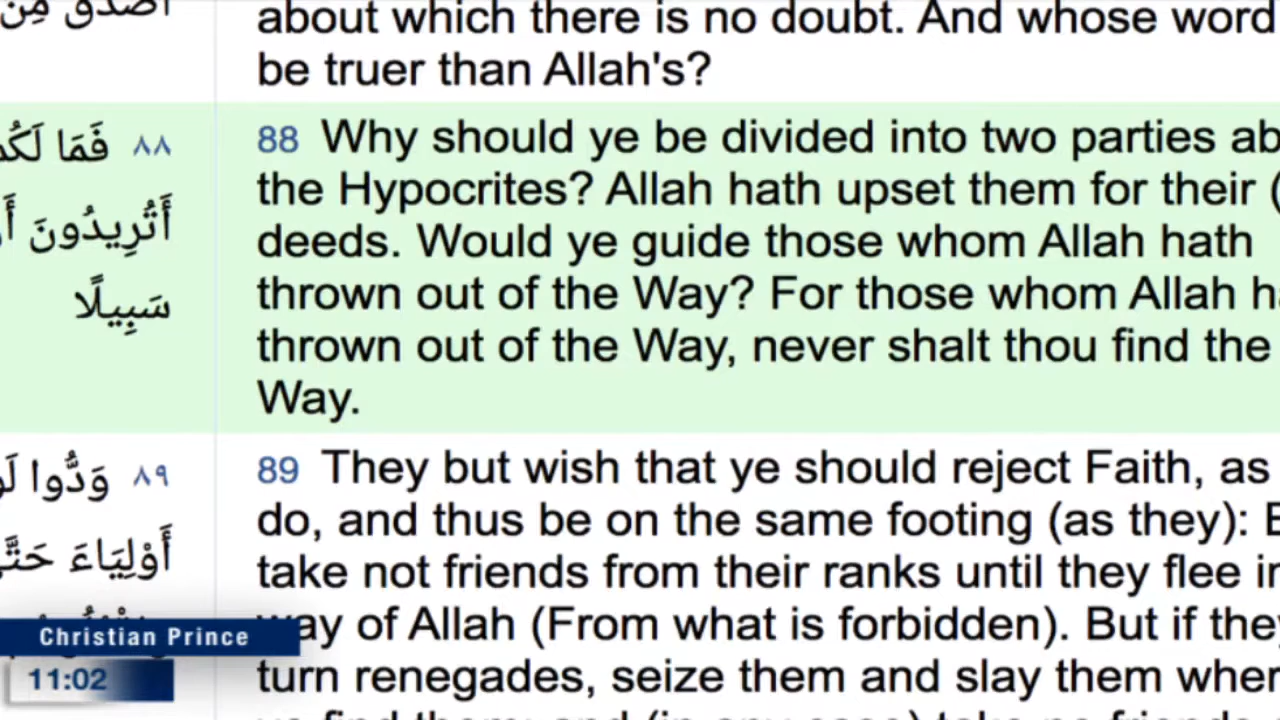 أصدق من
about which there is no doubt. And whose word
be truer than Allah's?
٨٨ فَمَا لَكُمْ
88 Why should ye be divided into two parties ab
أَتُرِيدُونَ أَ
the Hypocrites? Allah hath upset them for their (
deeds. Would ye guide those whom Allah hath
سَبِيلًا
thrown out of the Way? For those whom Allah h
thrown out of the Way, never shalt thou find the
Way.
٨٩ وَدُّوا لَو
89 They but wish that ye should reject Faith, as
do, and thus be on the same footing (as they): B
أَوْلِيَاءَ حَتَّى
take not friends from their ranks until they flee in
way of Allah (From what is forbidden). But if they
Christian Prince
turn renegades, seize them and slay them wher
11:02